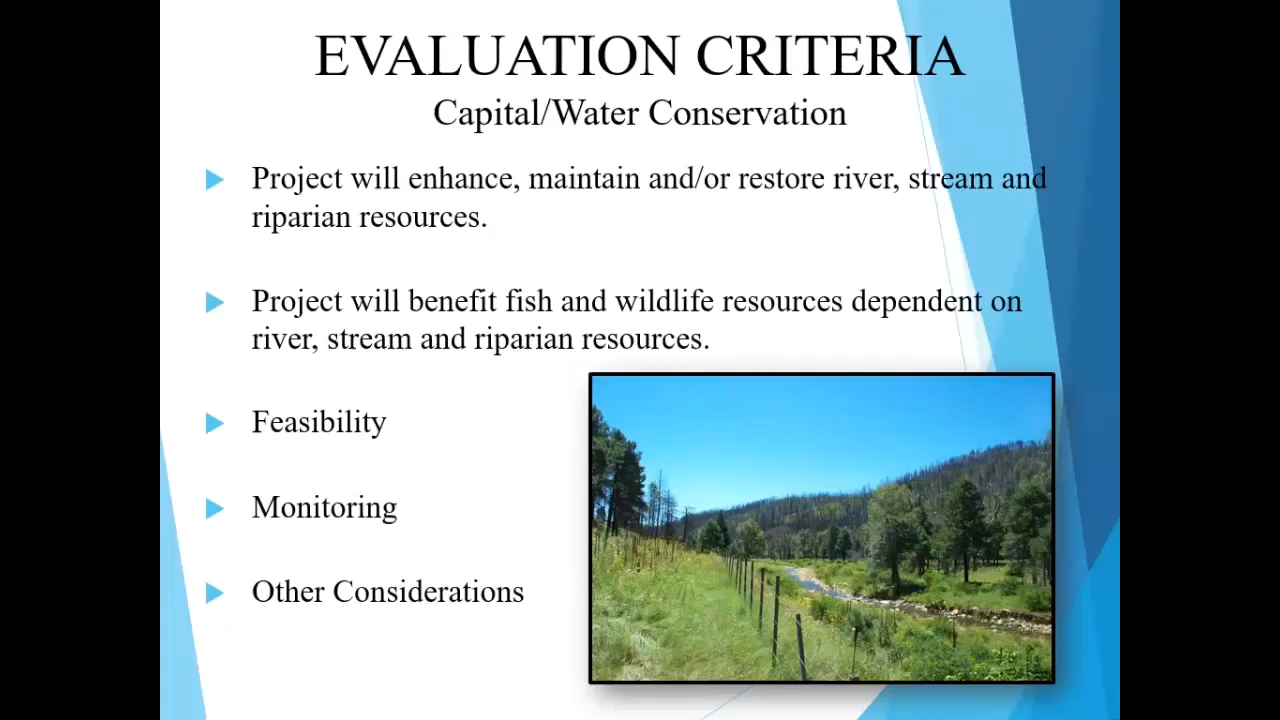 EVALUATION CRITERIA
Capital/Water Conservation
Project will enhance, maintain and/or restore river, stream and
riparian resources.
Project will benefit fish and wildlife resources dependent on
river, stream and riparian resources.
Feasibility
Monitoring
Other Considerations